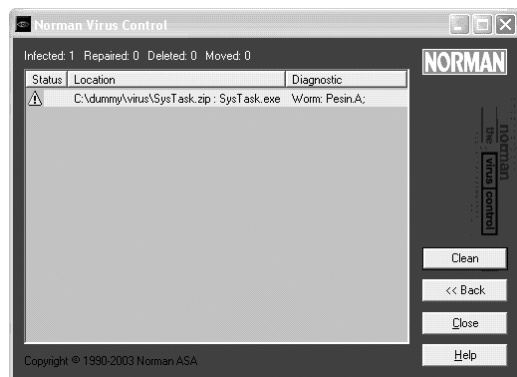 Norman Virus Control
Infected: 1 Repaired: 0 Deleted: 0 Moved: 0
NORMAN
Status Location Diagnostic
C:\dummy\virus\SysTask.zip : SysTask.exe Worm: Pesin.A;
norman
the virus control
Clean
<< Back
Close
Help
Copyright © 1990-2003 Norman ASA